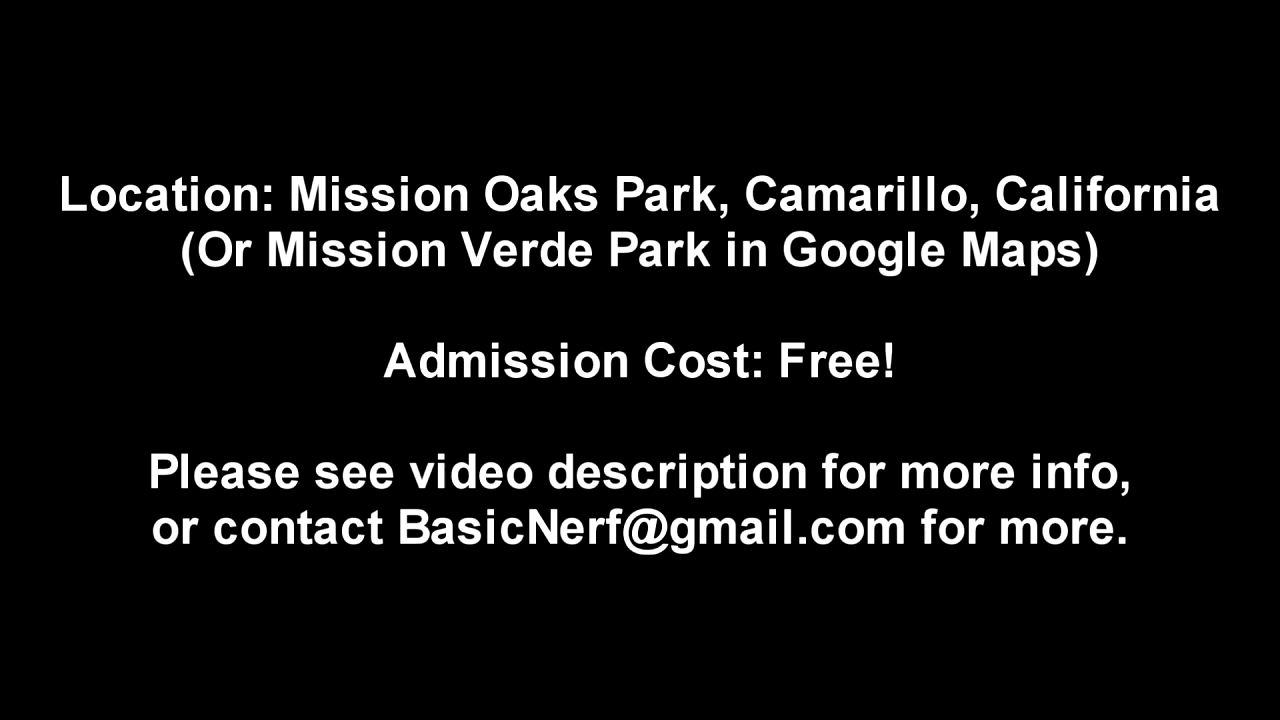 Location: Mission Oaks Park, Camarillo, California
(Or Mission Verde Park in Google Maps)
Admission Cost: Free!
Please see video description for more info,
or contact BasicNerf@gmail.com for more.